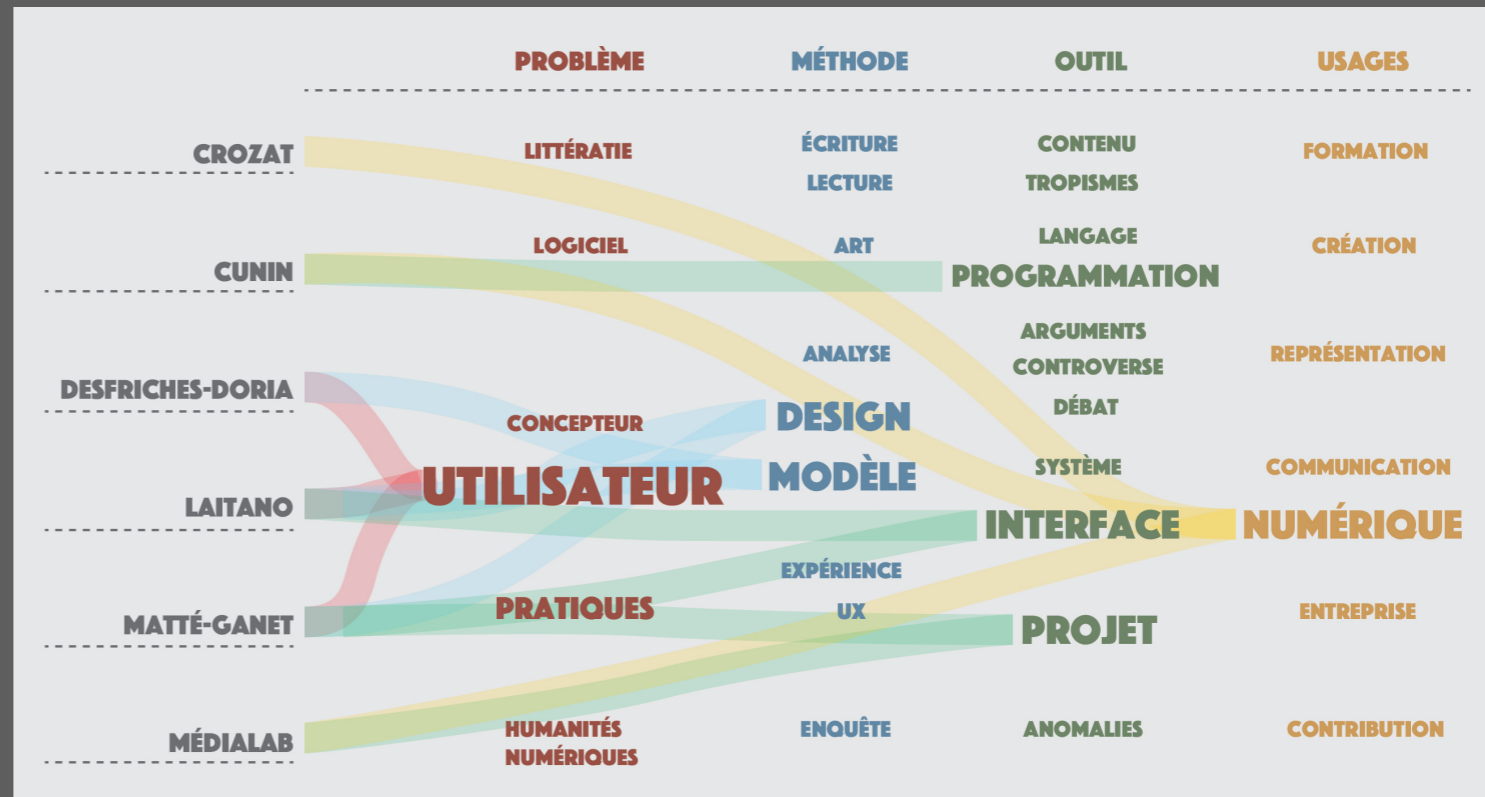 PROBLÈME MÉTHODE OUTIL USAGES
CROZAT LITTÉRATIE ÉCRITURE CONTENU FORMATION
LECTURE TROPISMES
CUNIN LOGICIEL ART LANGAGE CRÉATION
PROGRAMMATION
DESFRICHES-DORIA ANALYSE ARGUMENTS REPRÉSENTATION
CONTROVERSE
CONCEPTEUR DESIGN DÉBAT
LAITANO UTILISATEUR MODÈLE SYSTÈME COMMUNICATION
INTERFACE NUMÉRIQUE
EXPÉRIENCE
MATTÉ-GANET PRATIQUES UX PROJET ENTREPRISE
MÉDIALAB HUMANITÉS ENQUÊTE ANOMALIES CONTRIBUTION
NUMÉRIQUES